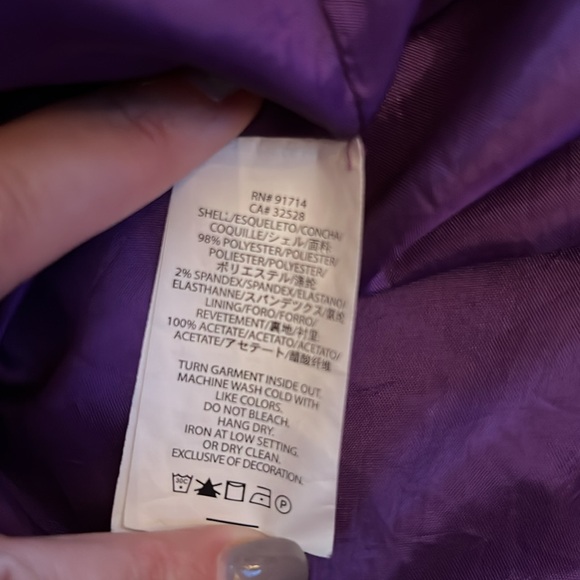 RN# 91714
CA# 32528
SHELL/ESQUELETO/CONCHA/
COQUILLE/シェル/面料
98% POLYESTER/POLIESTER/
POLIESTER/POLYESTER/
ポリエステル/涤纶
2% SPANDEX/SPANDEX/ELASTANO/
ELASTHANNE/スパンデックス/氨纶
LINING/FORO/FORRO/
REVETEMENT/裏地/衬里
100% ACETATE/ACETATO/ACETATO/
ACETATE/アセテート/醋酸纤维
TURN GARMENT INSIDE OUT.
MACHINE WASH COLD WITH
LIKE COLORS.
DO NOT BLEACH.
HANG DRY.
IRON AT LOW SETTING.
OR DRY CLEAN.
EXCLUSIVE OF DECORATION.
30C P